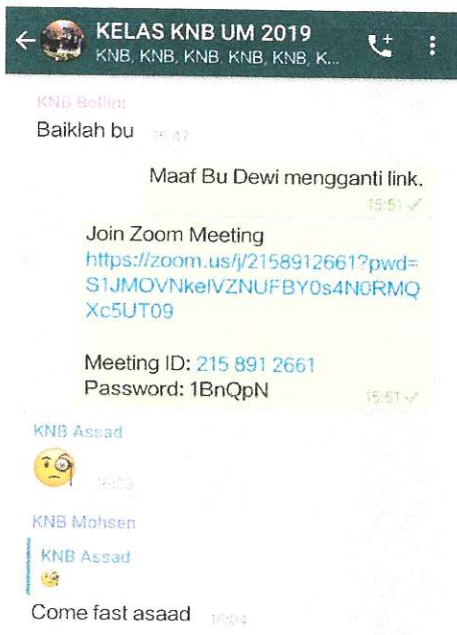 KELAS KNB UM 2019
KNB, KNB, KNB, KNB, KNB, K...
KNB Bellini
Baiklah bu 15:47
Maaf Bu Dewi mengganti link.
15:51
Join Zoom Meeting
https://zoom.us/j/2158912661?pwd=
S1JMOVNkelVZNUFBY0s4N0RMQ
Xc5UT09
Meeting ID: 215 891 2661
Password: 1BnQpN 15:51
KNB Assad
🧐 16:03
KNB Mohsen
KNB Assad
🧐
Come fast asaad 16:04